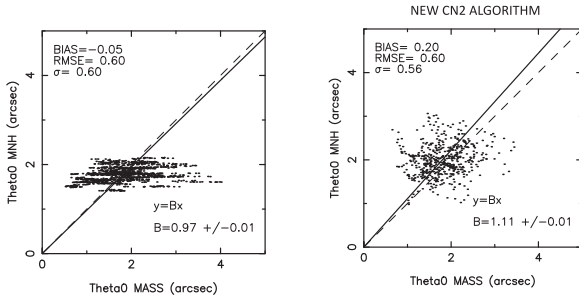 NEW CN2 ALGORITHM
BIAS=-0.05
RMSE= 0.60
σ= 0.60
Theta0 MNH (arcsec)
0
2
4
y=Bx
B=0.97 +/-0.01
0
2
4
Theta0 MASS (arcsec)
BIAS= 0.20
RMSE= 0.60
σ= 0.56
Theta0 MNH (arcsec)
0
2
4
y=Bx
B=1.11 +/-0.01
0
2
4
Theta0 MASS (arcsec)